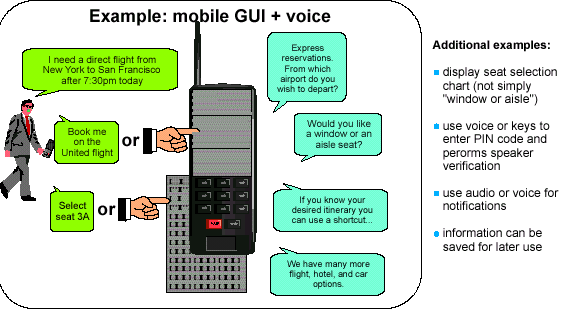 Example: mobile GUI + voice
I need a direct flight from
New York to San Francisco
after 7:30pm today
Express
reservations.
From which
airport do you
wish to depart?
Book me
on the
United flight
or
Would you like
a window or an
aisle seat?
Select
seat 3A
or
If you know your
desired itinerary you
can use a shortcut...
We have many more
flight, hotel, and car
options.
Additional examples:
display seat selection
chart (not simply
"window or aisle")
use voice or keys to
enter PIN code and
perorms speaker
verification
use audio or voice for
notifications
information can be
saved for later use